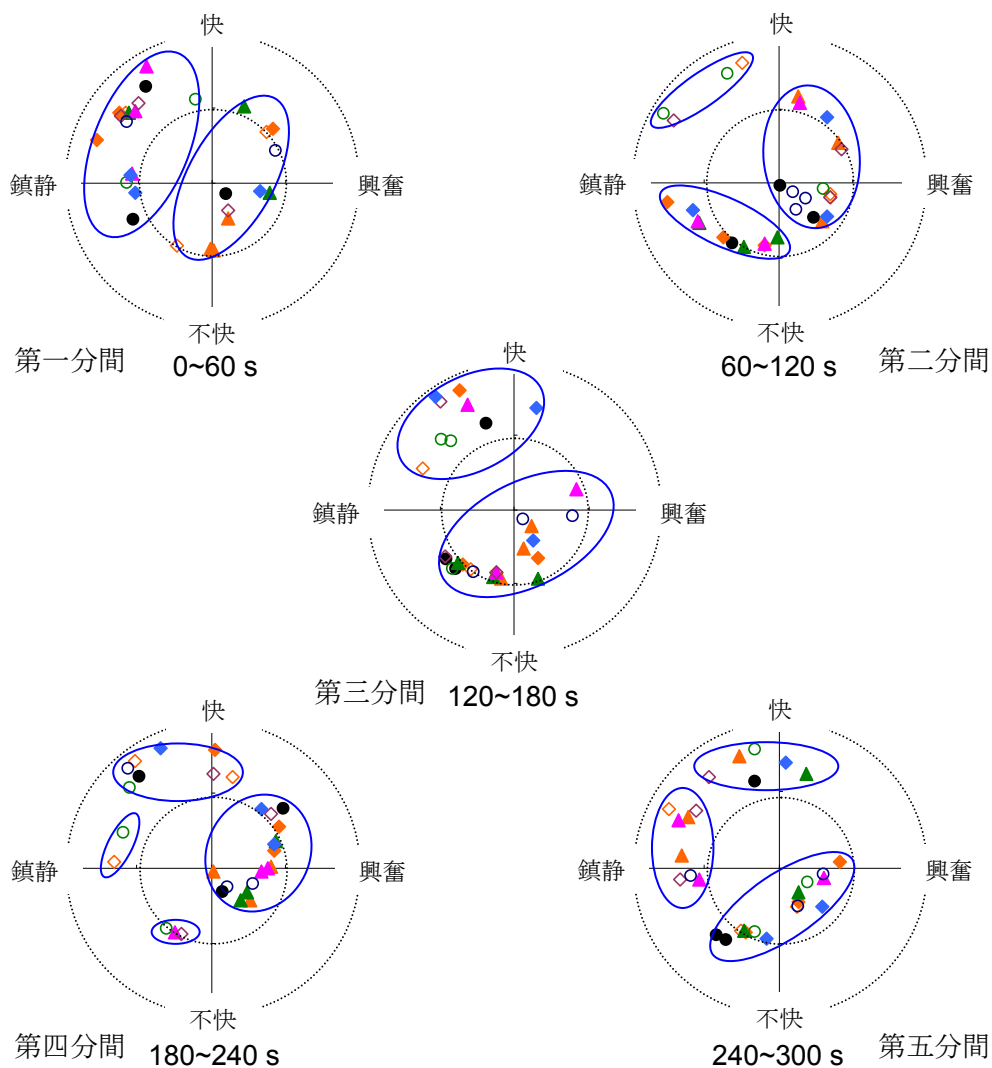 快
鎮静
興奮
不快
第一分間
0~60 s
快
鎮静
興奮
不快
60~120 s
第二分間
快
鎮静
興奮
不快
第三分間
120~180 s
快
鎮静
興奮
不快
第四分間
180~240 s
快
鎮静
興奮
不快
240~300 s
第五分間